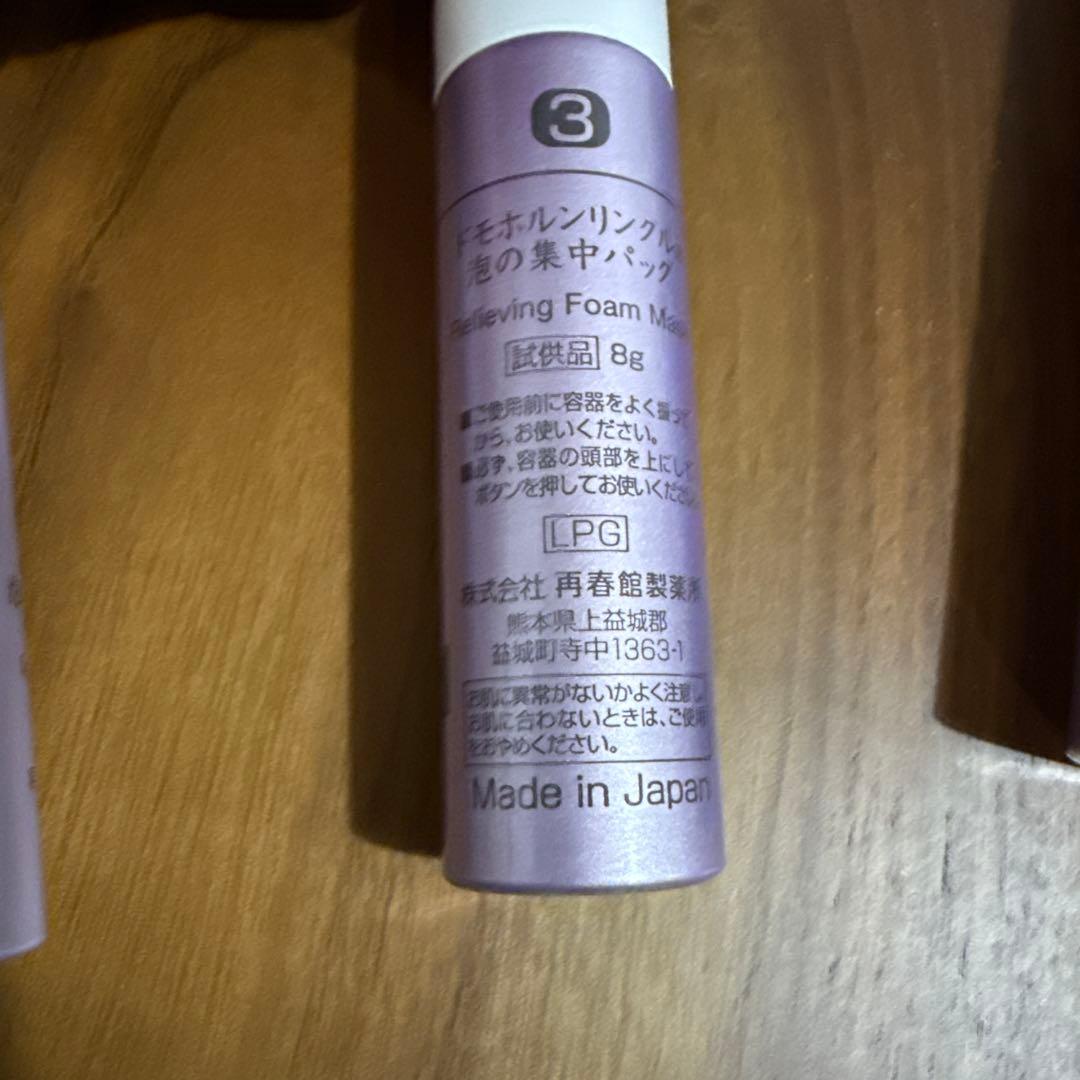 3
ドモホルンリンクル
泡の集中パック
Relieving Foam Mask
試供品 8g
■ご使用前に容器をよく振って
から、お使いください。
■必ず、容器の頭部を上にして
ボタンを押してお使いください
LPG
株式会社 再春館製薬所
熊本県上益城郡
益城町寺中1363-1
お肌に異常がないかよく注意し
お肌に合わないときは、ご使用
をおやめください。
Made in Japan